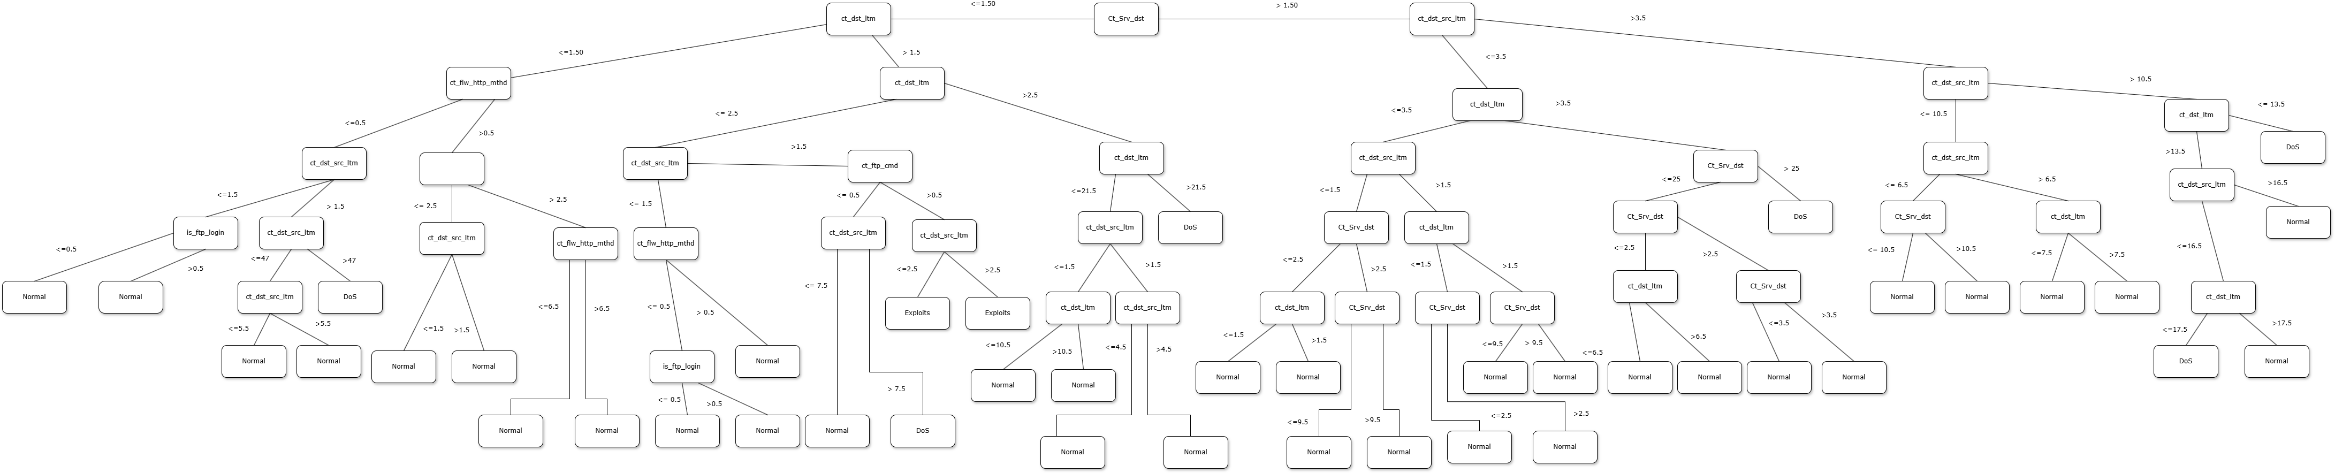 <=1.50
> 1.50
ct_dst_ltm
Ct_Srv_dst
ct_dst_src_ltm
>3.5
<=1.50
> 1.5
<=3.5
ct_flw_http_mthd
ct_dst_ltm
ct_dst_src_ltm
> 10.5
>2.5
ct_dst_ltm
>3.5
<= 13.5
<=3.5
<= 2.5
<= 10.5
ct_dst_ltm
<=0.5
>0.5
>1.5
DoS
ct_dst_src_ltm
ct_dst_src_ltm
ct_ftp_cmd
ct_dst_ltm
ct_dst_src_ltm
Ct_Srv_dst
ct_dst_src_ltm
>13.5
<=1.5
> 1.5
<= 2.5
> 2.5
<= 1.5
<= 0.5
>0.5
<=21.5
>21.5
<=1.5
>1.5
<=25
> 25
<= 6.5
> 6.5
ct_dst_src_ltm
>16.5
is_ftp_login
ct_dst_src_ltm
ct_dst_src_ltm
ct_flw_http_mthd
ct_flw_http_mthd
ct_dst_src_ltm
ct_dst_src_ltm
ct_dst_src_ltm
DoS
Ct_Srv_dst
ct_dst_ltm
Ct_Srv_dst
DoS
Ct_Srv_dst
ct_dst_ltm
Normal
<=0.5
>0.5
<=47
>47
<=2.5
>2.5
<=1.5
>1.5
<=2.5
>2.5
<=1.5
>1.5
<=2.5
>2.5
<= 10.5
>10.5
<=7.5
>7.5
<=16.5
Normal
Normal
ct_dst_src_ltm
DoS
<= 7.5
Exploits
Exploits
ct_dst_ltm
ct_dst_src_ltm
ct_dst_ltm
Ct_Srv_dst
Ct_Srv_dst
Ct_Srv_dst
ct_dst_ltm
Ct_Srv_dst
Normal
Normal
Normal
Normal
ct_dst_ltm
<=5.5
>5.5
<=1.5
>1.5
<=6.5
>6.5
<= 0.5
> 0.5
<=10.5
>10.5
<=4.5
>4.5
<=1.5
>1.5
<=9.5
> 9.5
<=6.5
>6.5
<=3.5
>3.5
<=17.5
>17.5
Normal
Normal
Normal
Normal
is_ftp_login
Normal
Normal
Normal
Normal
Normal
Normal
Normal
Normal
Normal
Normal
Normal
DoS
Normal
<= 0.5
>0.5
> 7.5
<=9.5
>9.5
<=2.5
>2.5
Normal
Normal
Normal
Normal
Normal
DoS
Normal
Normal
Normal
Normal
Normal
Normal